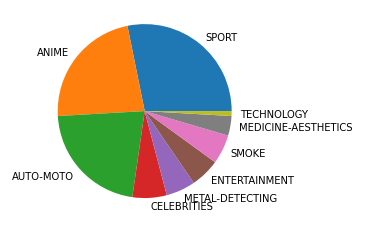 SPORT
ANIME
TECHNOLOGY
MEDICINE-AESTHETICS
SMOKE
AUTO-MOTO
ENTERTAINMENT
METAL-DETECTING
CELEBRITIES